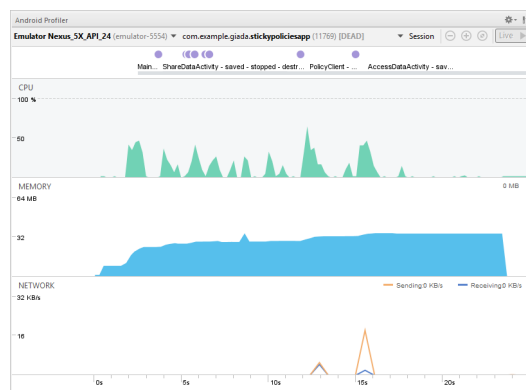 Android Profiler
Emulator Nexus_5X_API_24 (emulator-5554) com.example.giada.stickypoliciesapp (11769) [DEAD] Session Live
Main... ShareDataActivity - saved - stopped - destr... PolicyClient - ... AccessDataActivity - sav...
CPU
100 %
50
MEMORY 0 MB
64 MB
32
NETWORK Sending:0 KB/s Receiving:0 KB/s
32 KB/s
16
0s 5s 10s 15s 20s